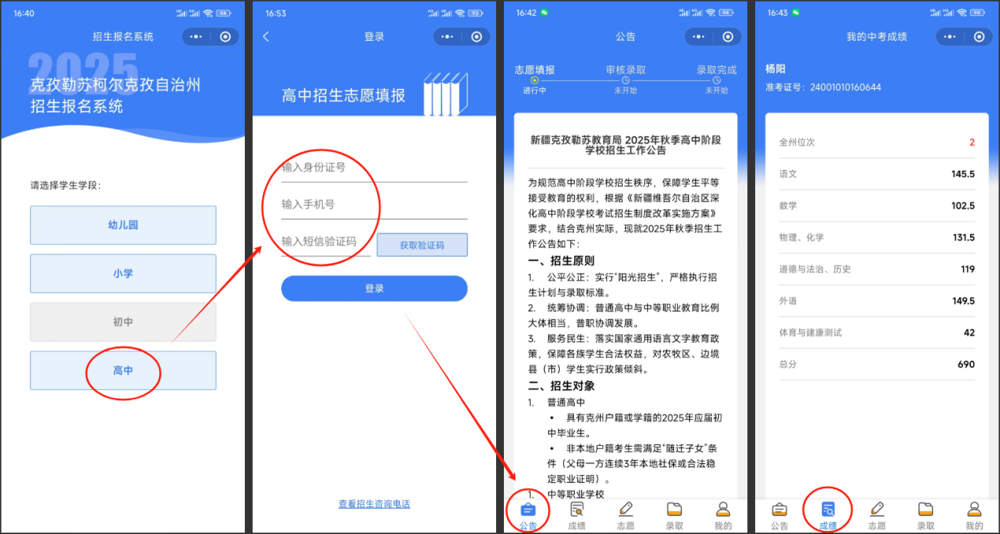 16:40
招生报名系统
2025
克孜勒苏柯尔克孜自治州
招生报名系统
请选择学生学段：
幼儿园
小学
初中
高中
16:53
登录
高中招生志愿填报
输入身份证号
输入手机号
输入短信验证码
获取验证码
登录
查看招生咨询电话
16:42
公告
志愿填报
审核录取
录取完成
进行中
未开始
未开始
新疆克孜勒苏教育局 2025年秋季高中阶段
学校招生工作公告
为规范高中阶段学校招生秩序，保障学生平等
接受教育的权利，根据《新疆维吾尔自治区深
化高中阶段学校考试招生制度改革实施方案》
要求，结合克州实际，现就2025年秋季招生工
作公告如下：
一、招生原则
1. 公平公正：实行“阳光招生”，严格执行招
生计划与录取标准。
2. 统筹协调：普通高中与中等职业教育比例
大体相当，普职协调发展。
3. 服务民生：落实国家通用语言文字教育政
策，保障各族学生合法权益，对农牧区、边境
县（市）学生实行政策倾斜。
二、招生对象
1. 普通高中
• 具有克州户籍或学籍的2025年应届初
中毕业生。
• 非本地户籍考生需满足“随迁子女”条
件（父母一方连续3年本地社保或合法稳
定职业证明）。
1. 中等职业学校
公告
成绩
志愿
录取
我的
16:43
我的中考成绩
杨阳
准考证号：24001010160644
全州位次 2
语文 145.5
数学 102.5
物理、化学 131.5
道德与法治、历史 119
外语 149.5
体育与建康测试 42
总分 690
公告
成绩
志愿
录取
我的